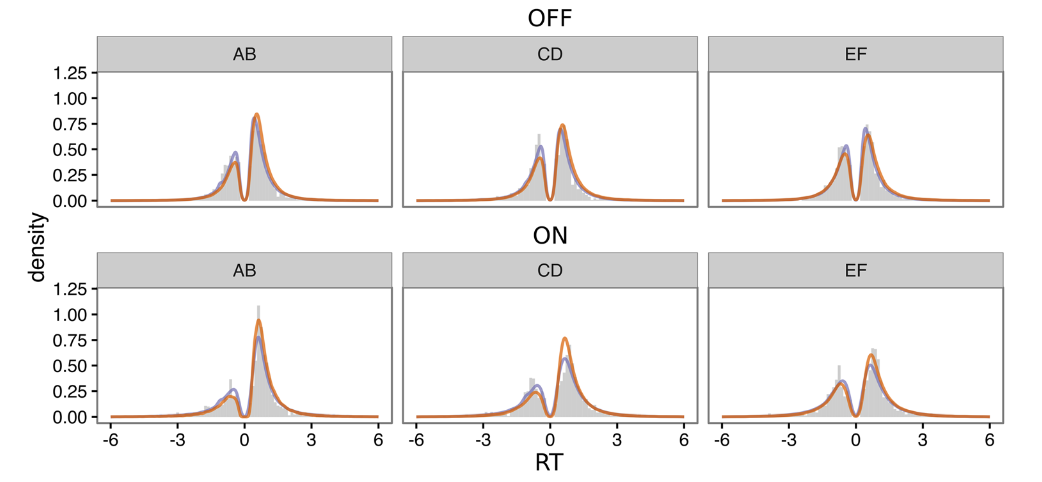 OFF
AB CD EF
1.25
1.00
0.75
0.50
0.25
0.00
density
ON
AB CD EF
1.25
1.00
0.75
0.50
0.25
0.00
-6 -3 0 3 6 -6 -3 0 3 6 -6 -3 0 3 6
RT